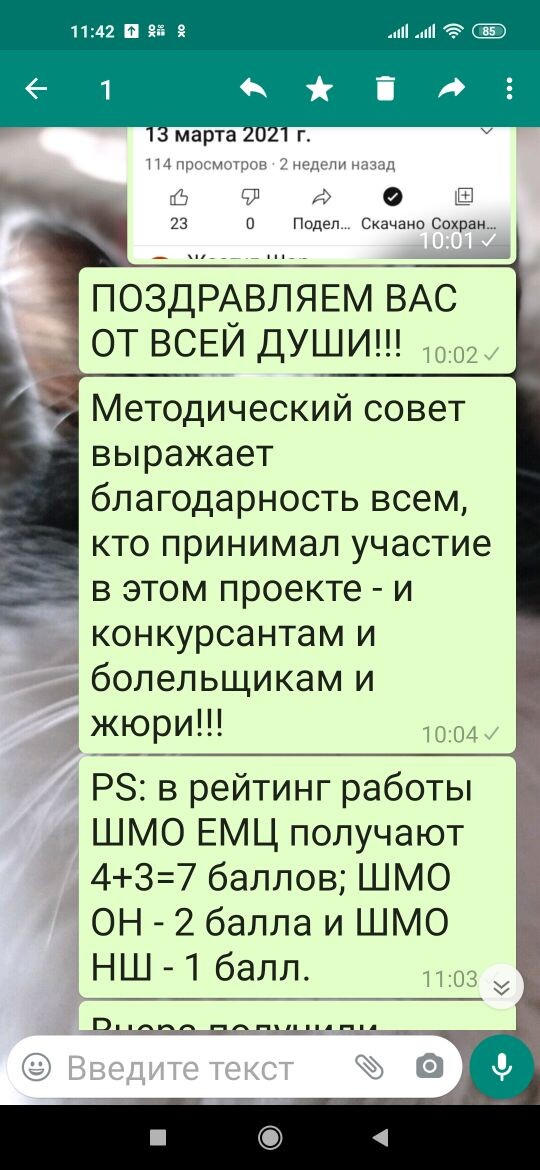 11:42
85
1
13 марта 2021 г.
114 просмотров · 2 недели назад
23 0 Подел... Скачано Сохран...
10:01
ПОЗДРАВЛЯЕМ ВАС
ОТ ВСЕЙ ДУШИ!!!
10:02
Методический совет
выражает
благодарность всем,
кто принимал участие
в этом проекте - и
конкурсантам и
болельщикам и
жюри!!!
10:04
PS: в рейтинг работы
ШМО ЕМЦ получают
4+3=7 баллов; ШМО
ОН - 2 балла и ШМО
НШ - 1 балл.
11:03
Вчера получили
Введите текст